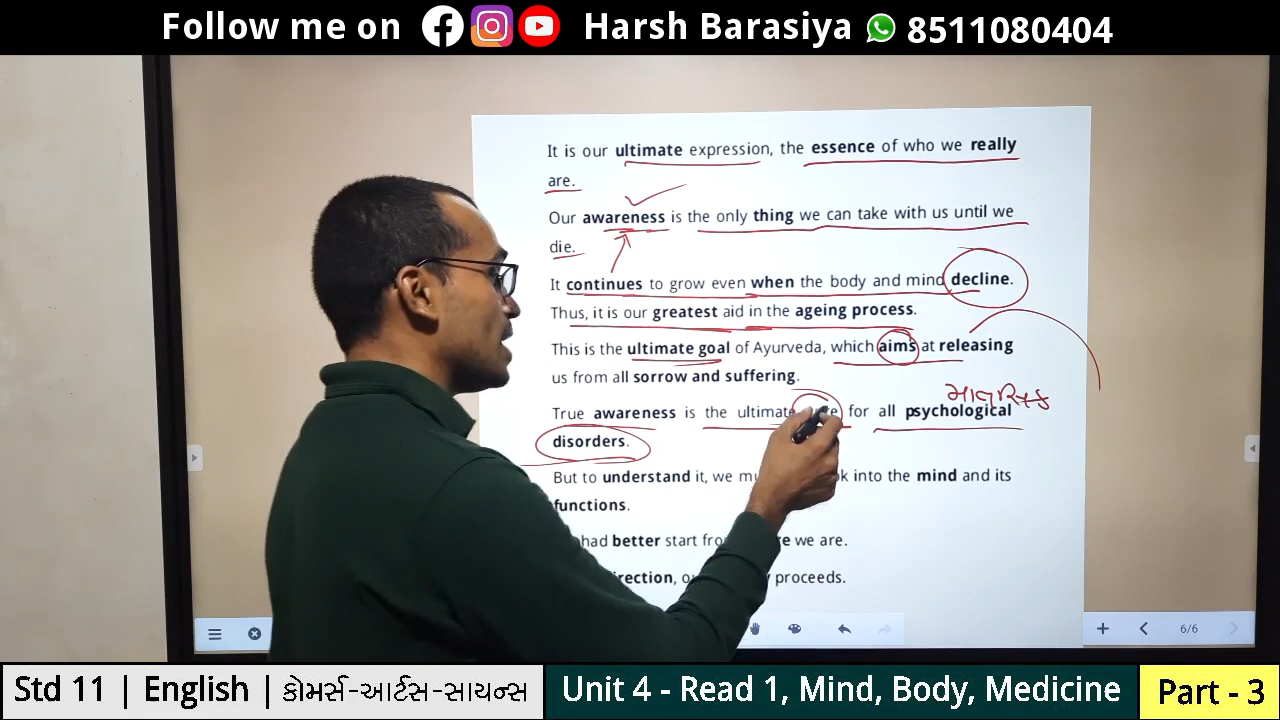 Follow me on Harsh Barasiya 8511080404
It is our ultimate expression, the essence of who we really
are.
Our awareness is the only thing we can take with us until we
die.
It continues to grow even when the body and mind decline.
Thus, it is our greatest aid in the ageing process.
This is the ultimate goal of Ayurveda, which aims at releasing
us from all sorrow and suffering.
માનસિક
True awareness is the ultimate for all psychological
disorders.
But to understand it, we into the mind and its
functions.
had better start we are.
proceeds.
6/6
Std 11 | English | કોમર્સ-આર્ટસ-સાયન્સ
Unit 4 - Read 1, Mind, Body, Medicine
Part - 3